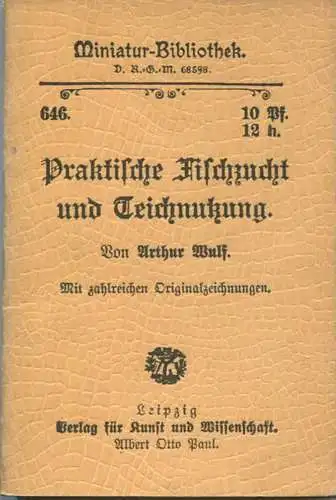 Miniatur-Bibliothek.
D. R.-G.-M. 68598.
646.
10 Pf.
12 h.
Praktische Fischzucht
und Teichnutzung.
Von Arthur Wulf.
Mit zahlreichen Originalzeichnungen.
Leipzig
Verlag für Kunst und Wissenschaft.
Albert Otto Paul.